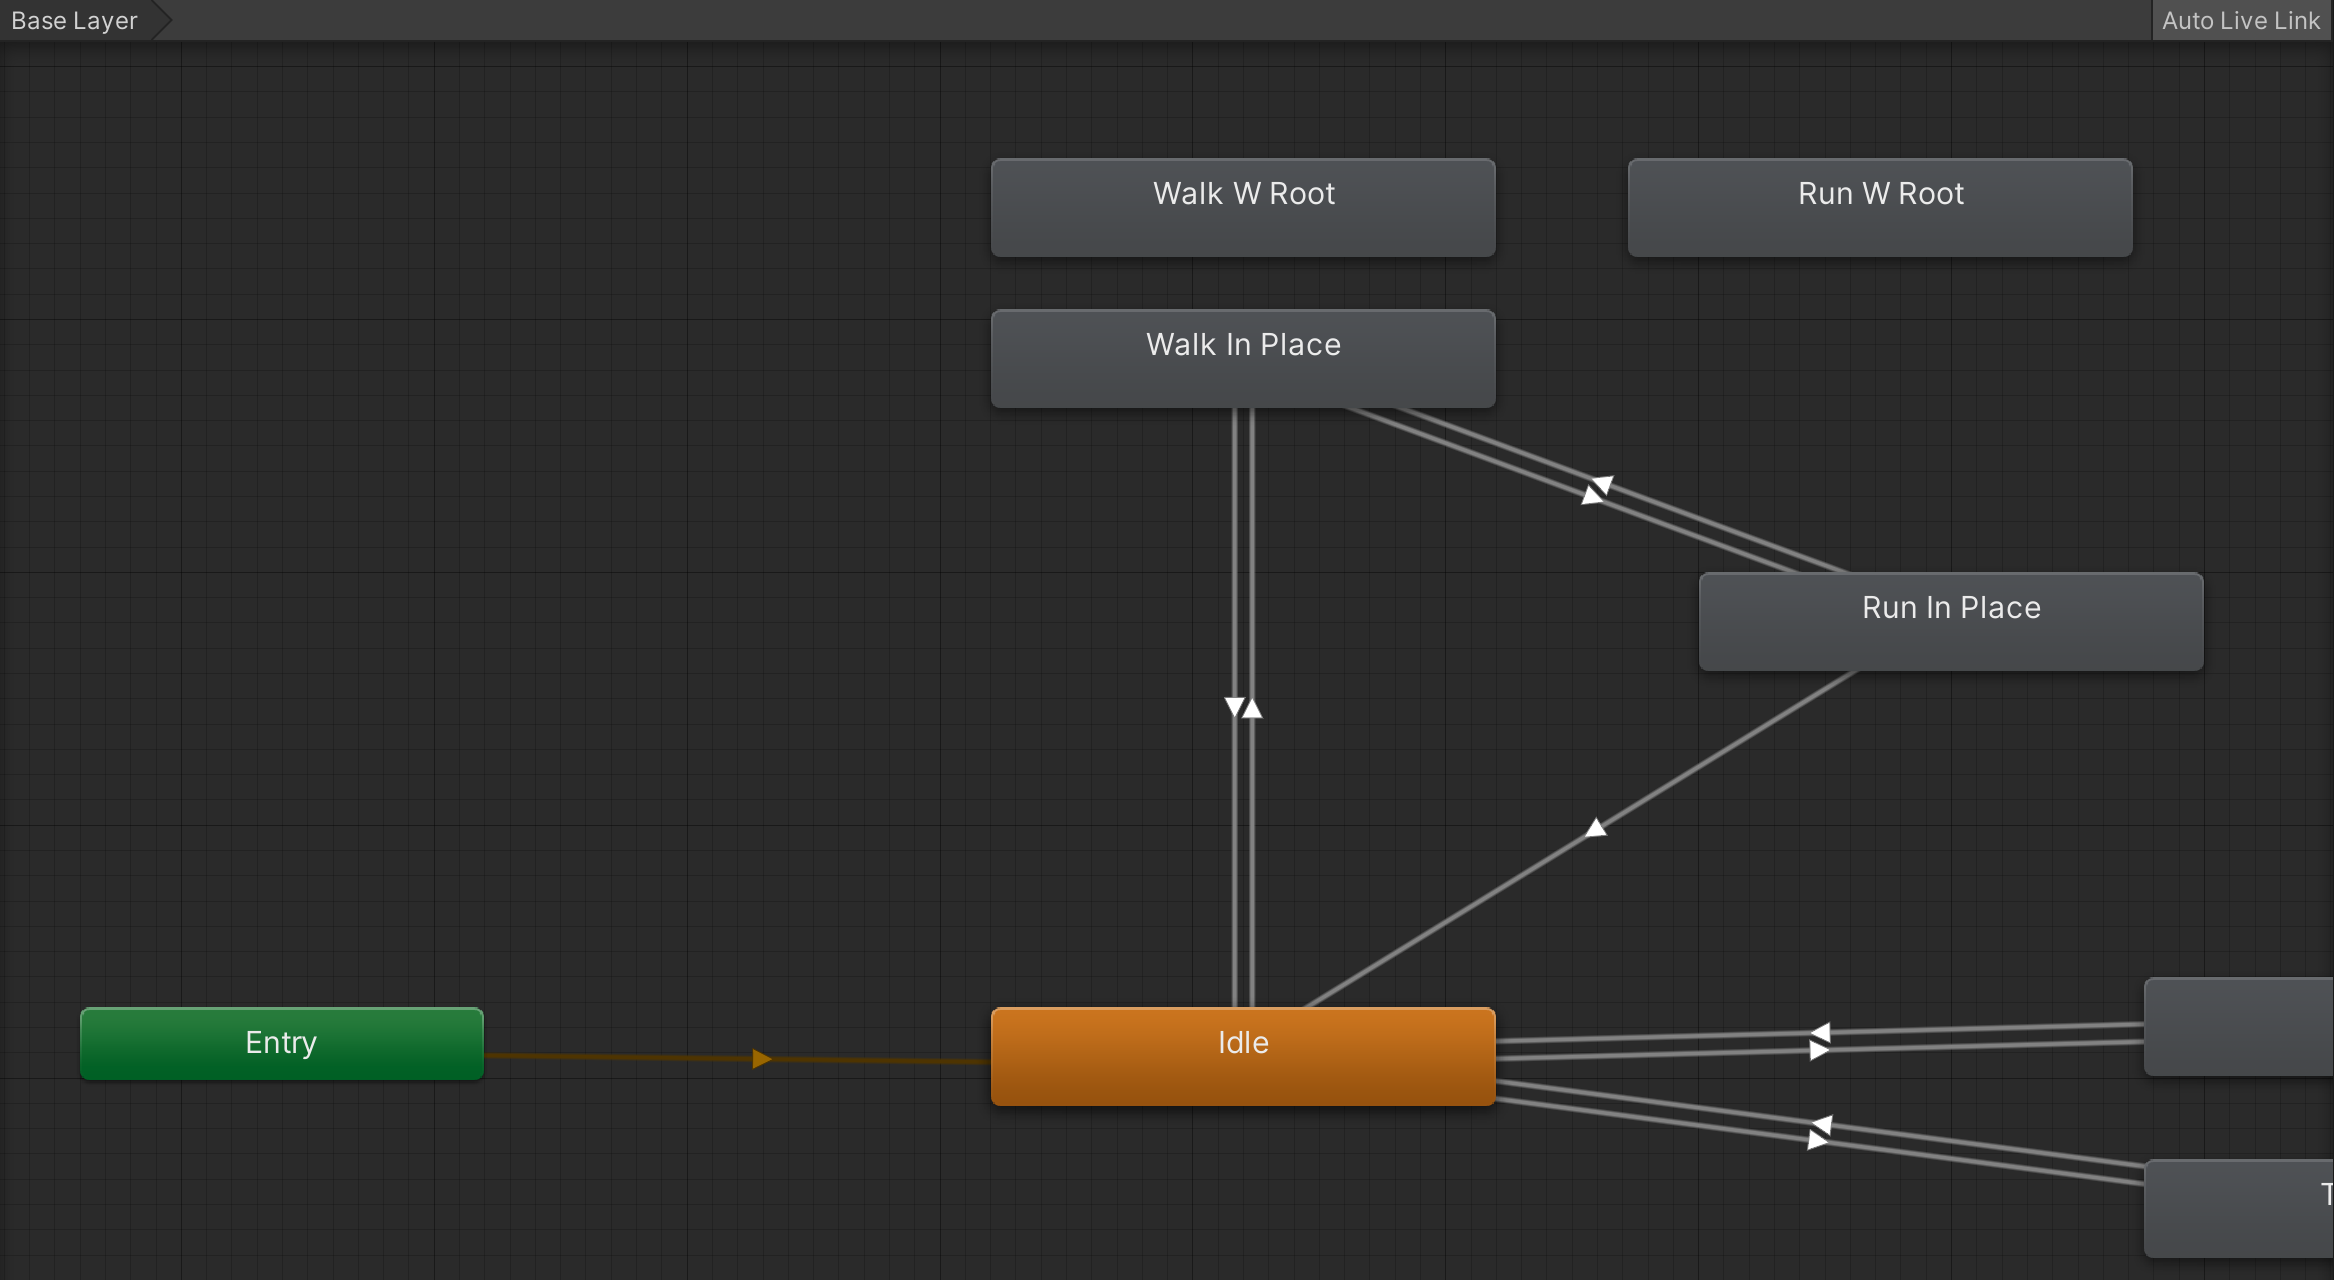 Base Layer
Auto Live Link
Walk W Root
Run W Root
Walk In Place
Run In Place
Entry
Idle